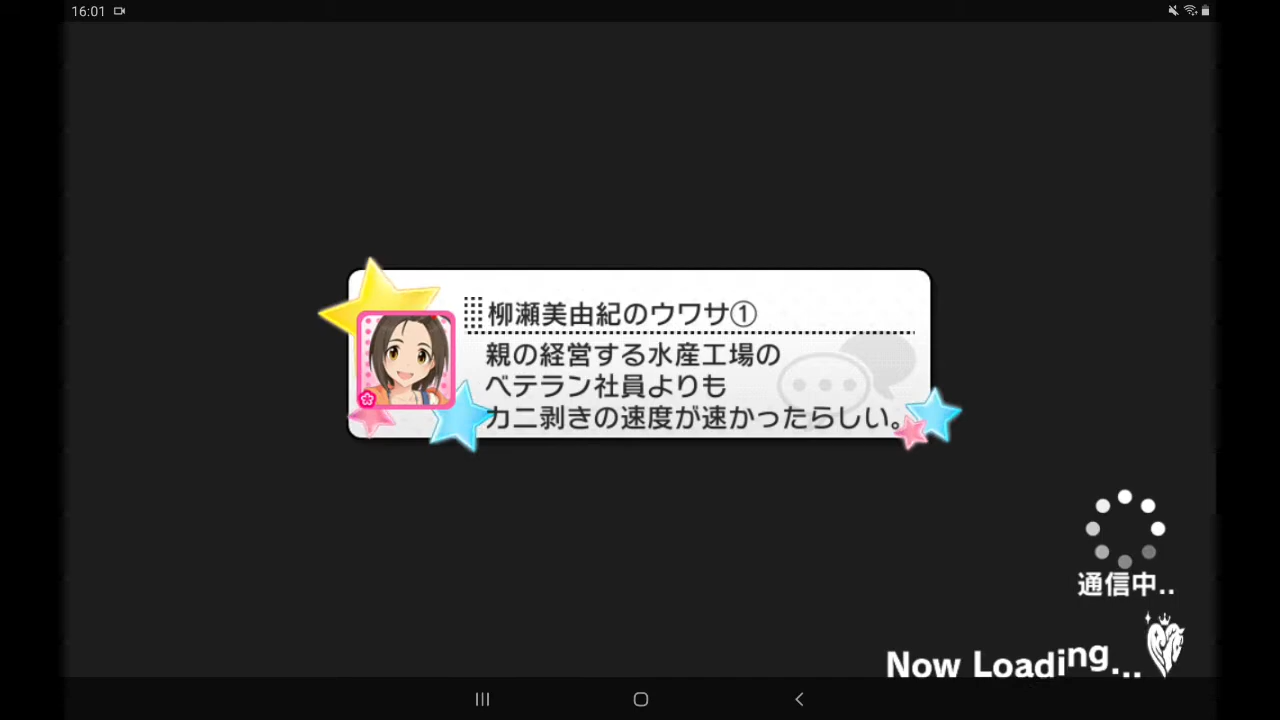 16:01
柳瀬美由紀のウワサ①
親の経営する水産工場の
ベテラン社員よりも
カニ剥きの速度が速かったらしい。
通信中..
Now Loading...